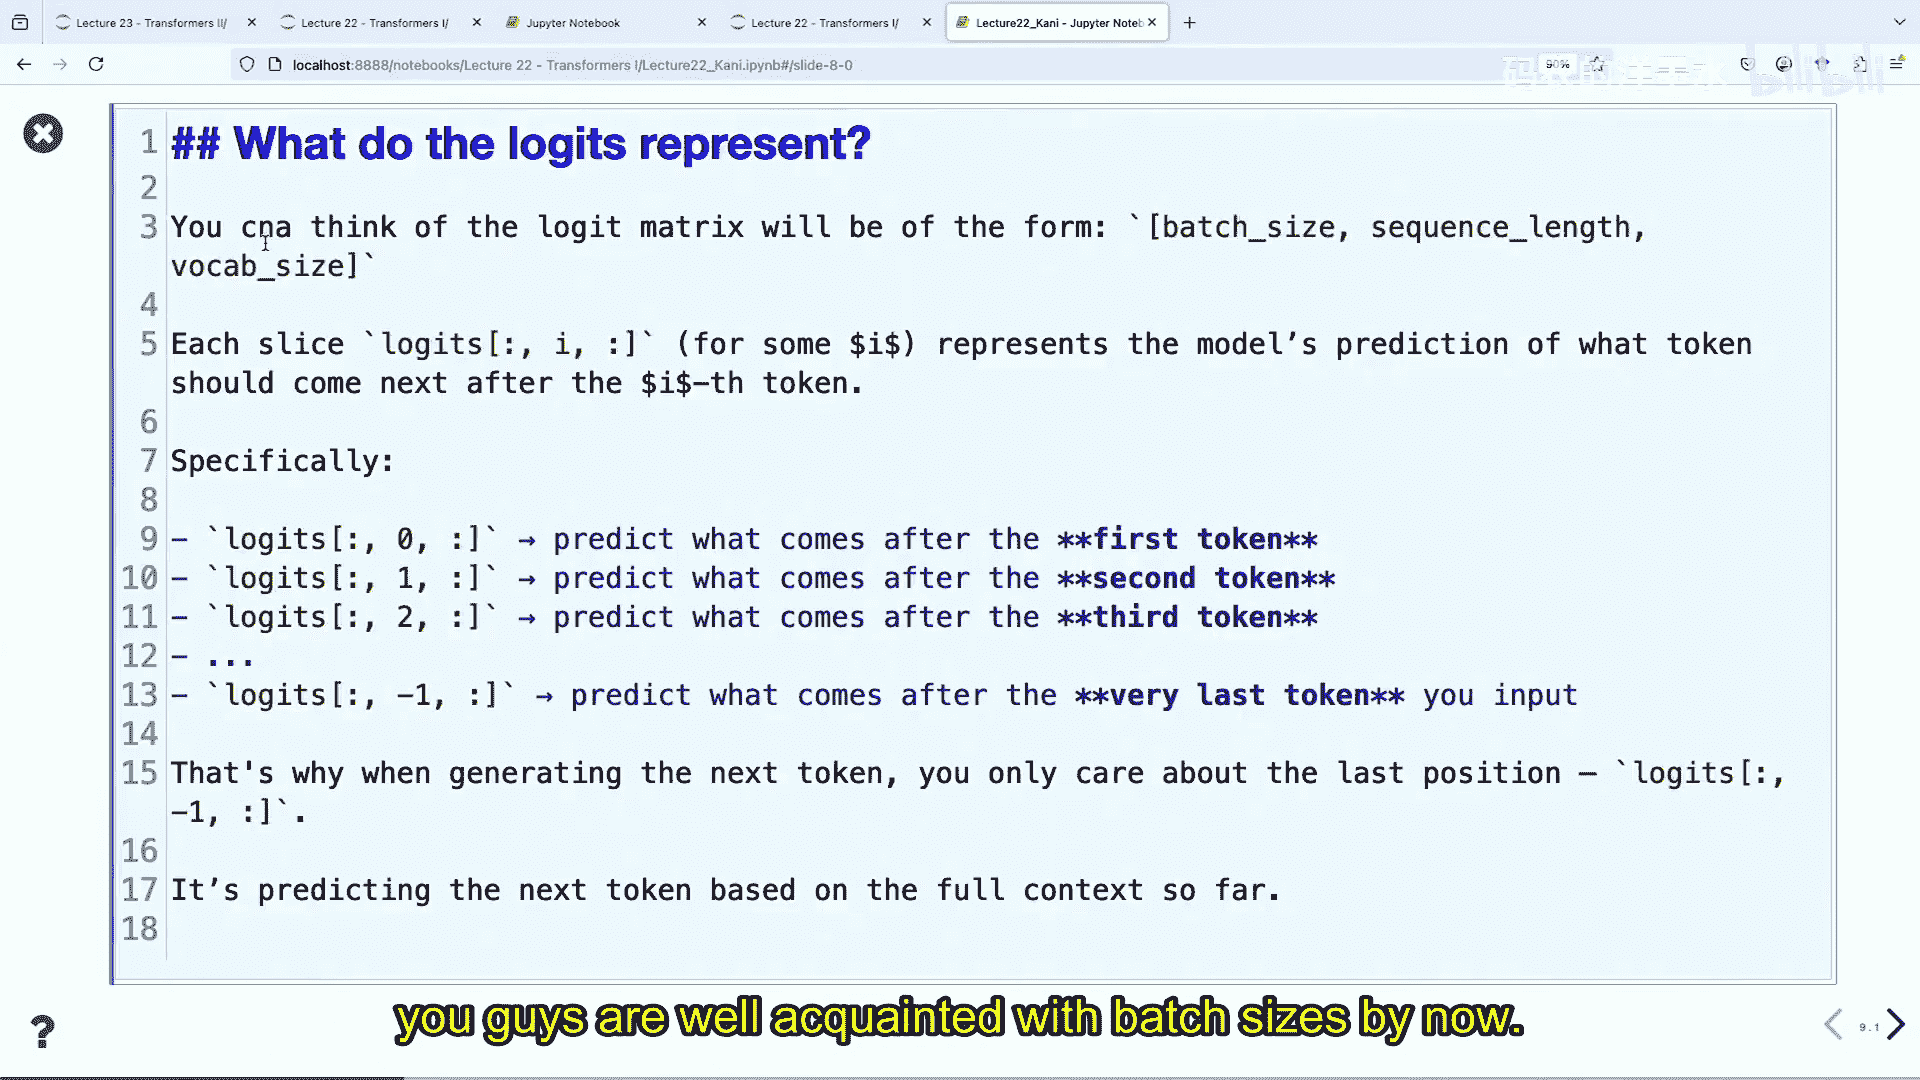 Lecture 23 - Transformers II/
Lecture 22 - Transformers I/
Jupyter Notebook
Lecture 22 - Transformers I/
Lecture22_Kani - Jupyter Noteb
localhost:8888/notebooks/Lecture 22 - Transformers I/Lecture22_Kani.ipynb#/slide-8-0
90%
bilibili
1 ## What do the logits represent?
2
3 You cna think of the logit matrix will be of the form: `[batch_size, sequence_length,
vocab_size]`
4
5 Each slice `logits[:, i, :]` (for some $i$) represents the model’s prediction of what token
should come next after the $i$-th token.
6
7 Specifically:
8
9 - `logits[:, 0, :]` → predict what comes after the **first token**
10 - `logits[:, 1, :]` → predict what comes after the **second token**
11 - `logits[:, 2, :]` → predict what comes after the **third token**
12 - ...
13 - `logits[:, -1, :]` → predict what comes after the **very last token** you input
14
15 That's why when generating the next token, you only care about the last position — `logits[:,
-1, :]`.
16
17 It’s predicting the next token based on the full context so far.
18
you guys are well acquainted with batch sizes by now.
9.1